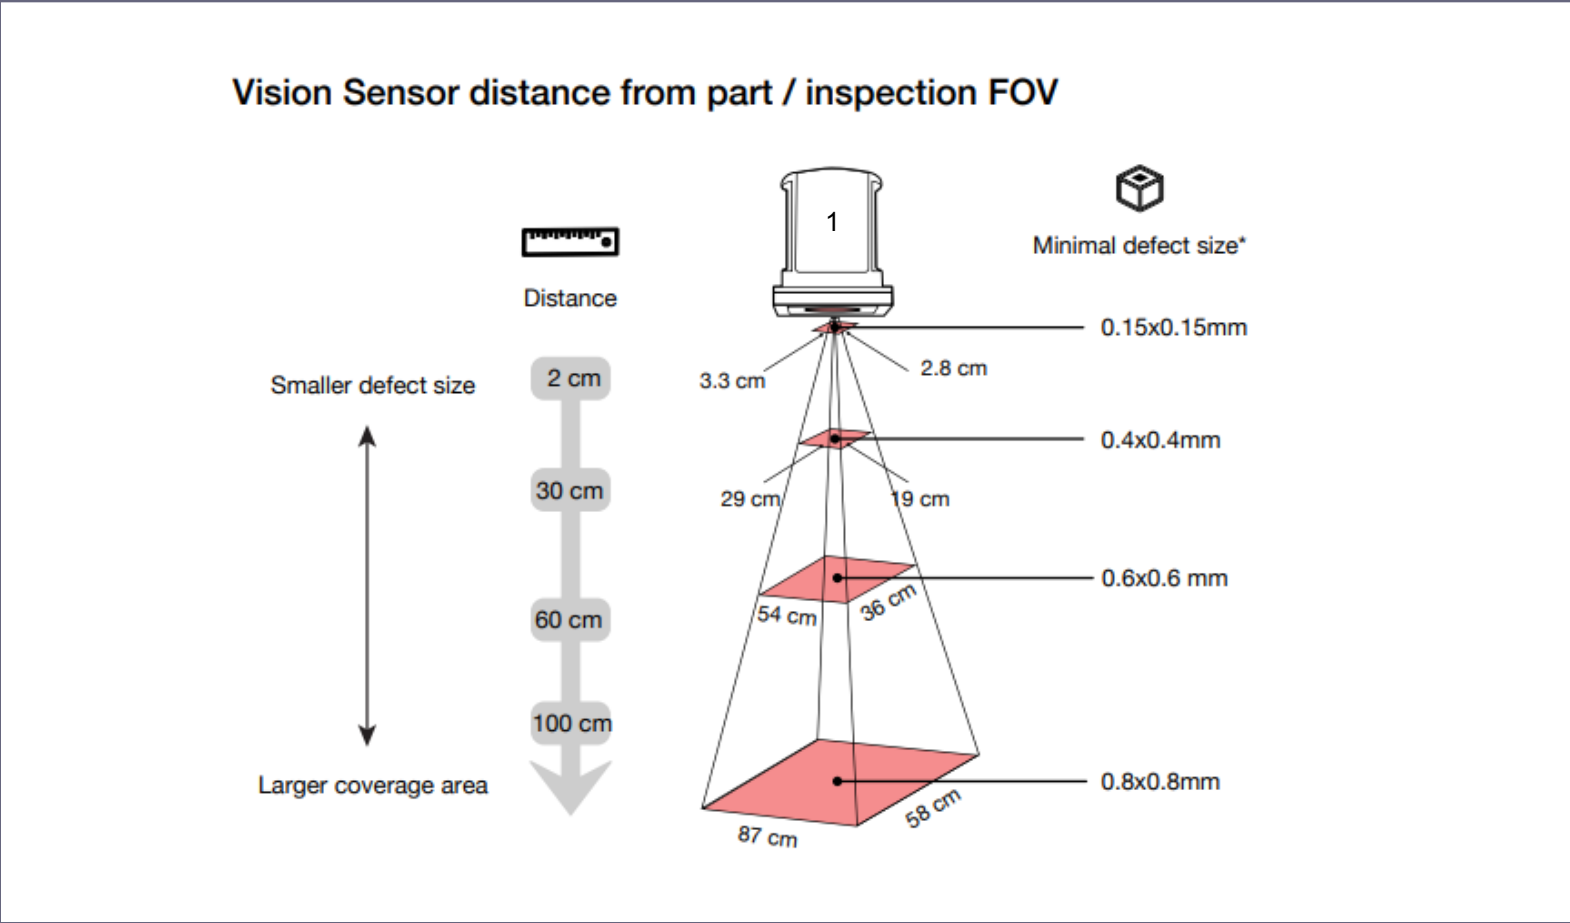 Vision Sensor distance from part / inspection FOV
1
Minimal defect size*
Distance
0.15x0.15mm
3.3 cm
2.8 cm
Smaller defect size
2 cm
0.4x0.4mm
30 cm
29 cm
19 cm
0.6x0.6 mm
54 cm
36 cm
60 cm
100 cm
Larger coverage area
0.8x0.8mm
87 cm
58 cm